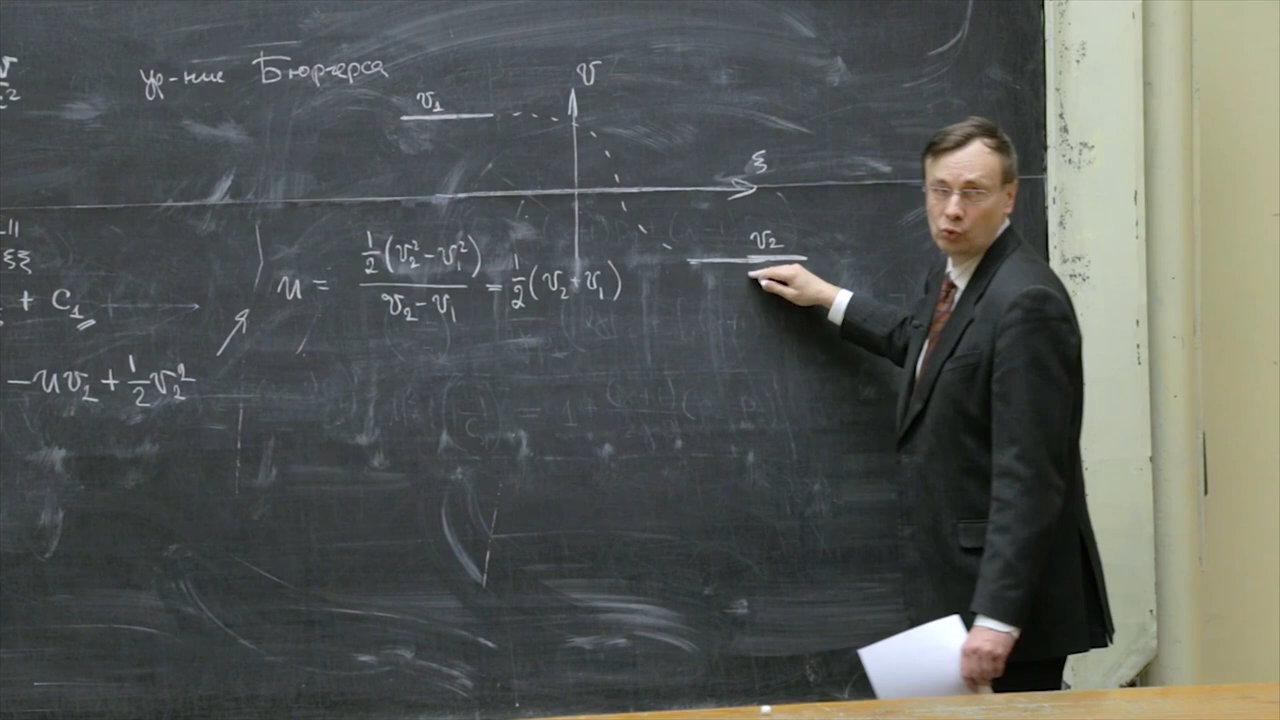 ур-ние Бюргерса
v
v₁
ξ
v₂
u = ½(v₂² − v₁²) / (v₂ − v₁) = ½(v₂ + v₁)
ξξ
+ C₁
− uv₂ + ½v₂²